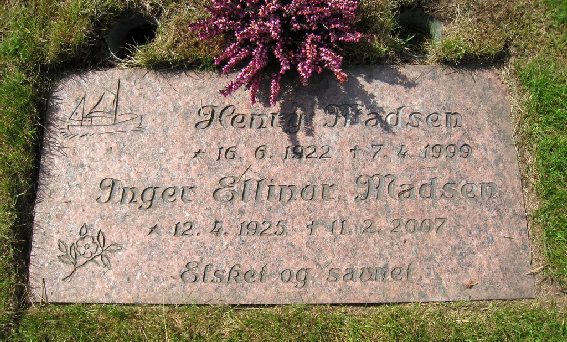 Henry Madsen
* 16. 6. 1922 † 7. 4. 1999
Inger Ellinor Madsen
* 12. 4. 1925 † 11. 2. 2007
Elsket og savnet